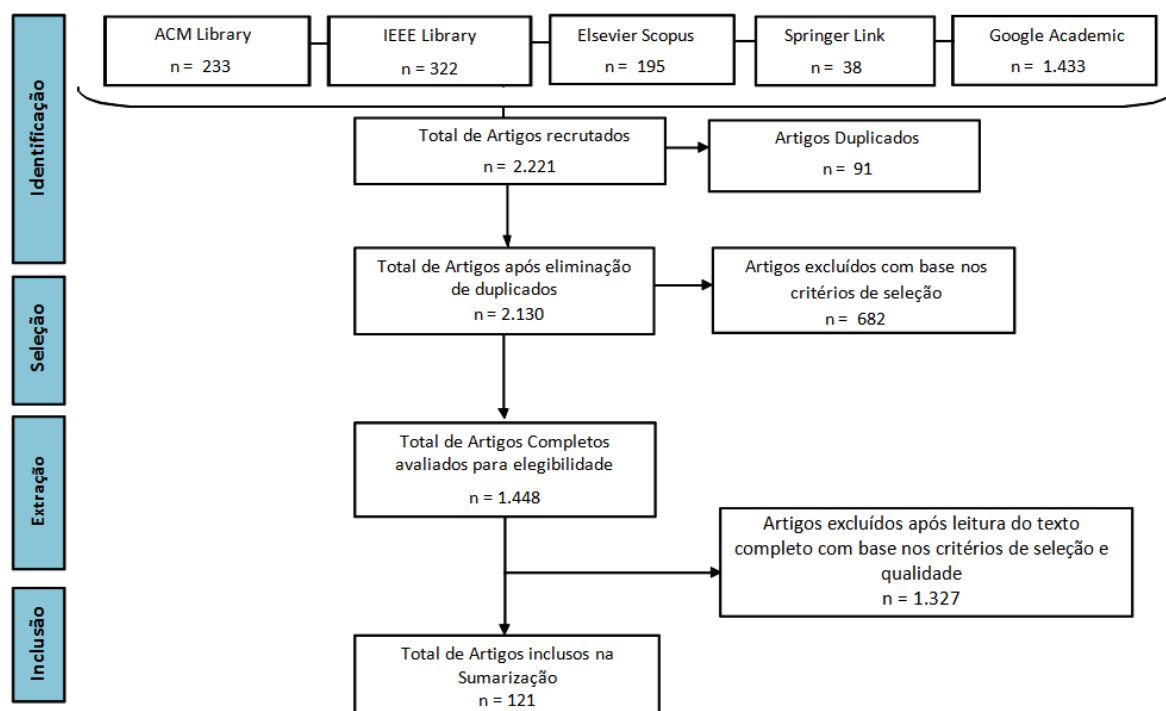 Identificação
ACM Library
n = 233
IEEE Library
n = 322
Elsevier Scopus
n = 195
Springer Link
n = 38
Google Academic
n = 1.433
Total de Artigos recrutados
n = 2.221
Artigos Duplicados
n = 91
Total de Artigos após eliminação
de duplicados
n = 2.130
Artigos excluídos com base nos
critérios de seleção
n = 682
Seleção
Extração
Total de Artigos Completos
avaliados para elegibilidade
n = 1.448
Artigos excluídos após leitura do texto
completo com base nos critérios de seleção e
qualidade
n = 1.327
Inclusão
Total de Artigos inclusos na
Sumarização
n = 121